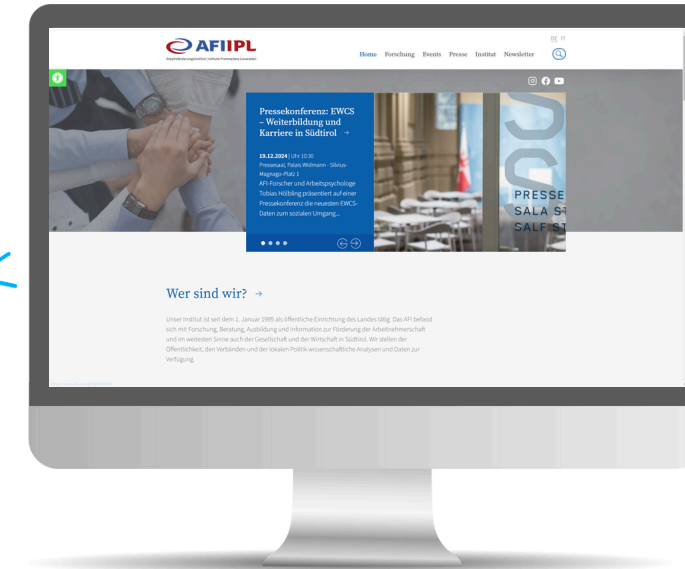 DE IT
AFIIPL
Home Forschung Events Presse Institut Newsletter
Pressekonferenz: EWCS
– Weiterbildung und
Karriere in Südtirol →
19.12.2024 | Uhr 10:30
Pressesaal, Palais Widmann - Silvius-
Magnago-Platz 1
AFI-Forscher und Arbeitspsychologe
Tobias Hölbling präsentiert auf einer
Pressekonferenz die neuesten EWCS-
Daten zum sozialen Umgang...
PRESSE
SALA ST
SALF ST
Wer sind wir? →
Unser Institut ist seit dem 1. Januar 1995 als öffentliche Einrichtung des Landes tätig. Das AFI befasst
sich mit Forschung, Beratung, Ausbildung und Information zur Förderung der Arbeitnehmerschaft
und im weitesten Sinne auch der Gesellschaft und der Wirtschaft in Südtirol. Wir stellen der
Öffentlichkeit, den Verbänden und der lokalen Politik wissenschaftliche Analysen und Daten zur
Verfügung.